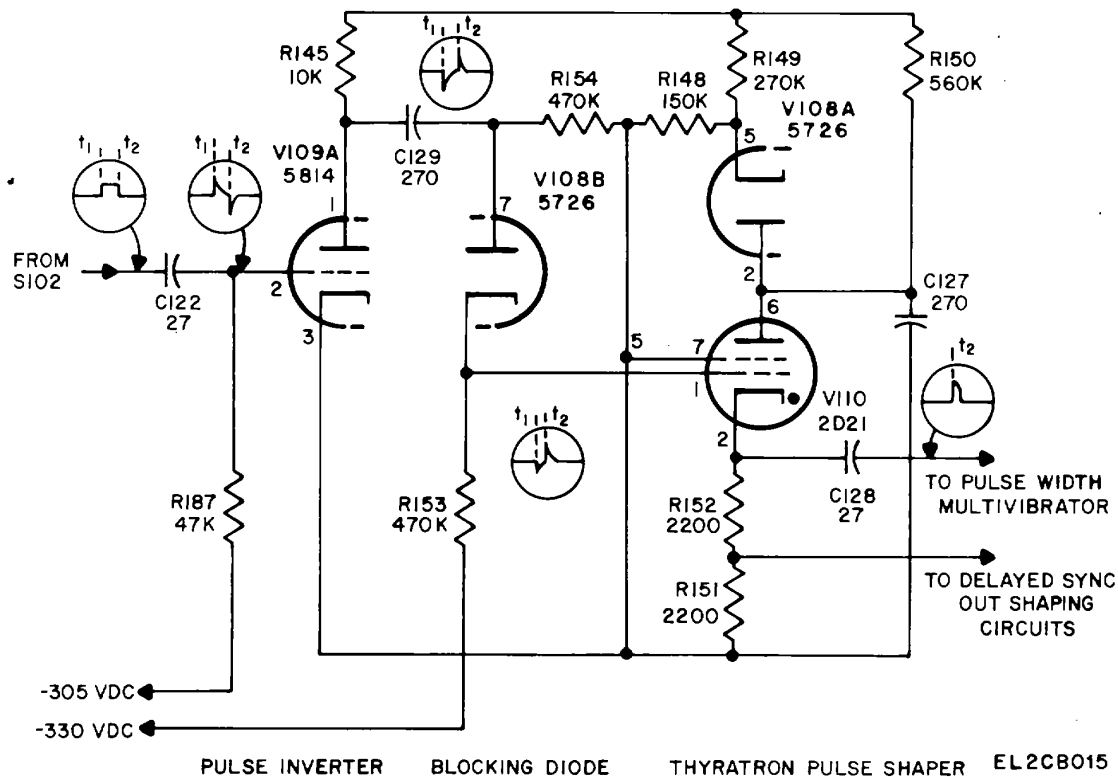 R145
10K
t1 t2
R154
470K
R148
150K
R149
270K
R150
560K
V108A
5726
5
t1 t2
t1 t2
V109A
5814
C129
270
1
V108B
5726
7
2
FROM
S102
C122
27
2
3
C127
270
6
5
7
1
t2
V110
2D21
2
t1 t2
TO PULSE WIDTH
MULTIVIBRATOR
C128
27
R187
47K
R153
470K
R152
2200
TO DELAYED SYNC
OUT SHAPING
CIRCUITS
R151
2200
-305 VDC
-330 VDC
PULSE INVERTER BLOCKING DIODE THYRATRON PULSE SHAPER EL2CB015